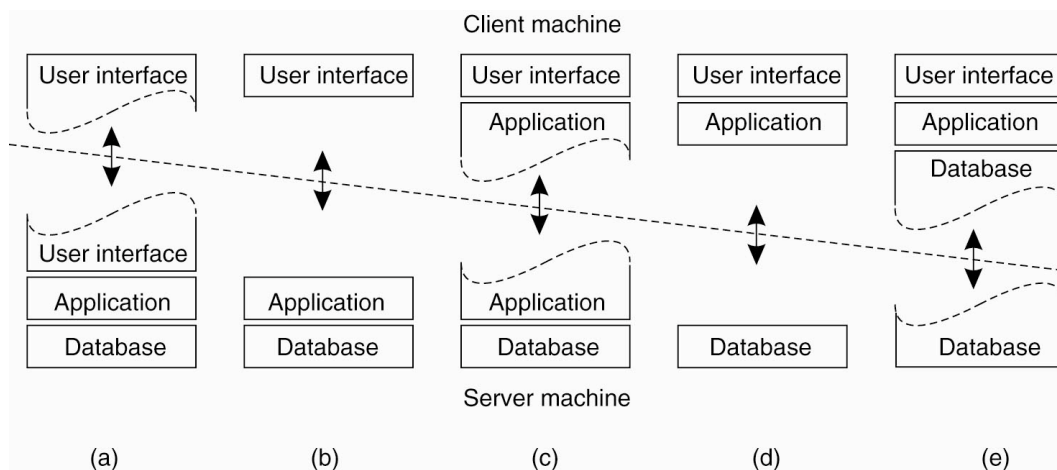 Client machine
User interface User interface User interface User interface User interface
Application Application Application
Database
User interface
Application Application Application
Database Database Database Database Database
Server machine
(a) (b) (c) (d) (e)